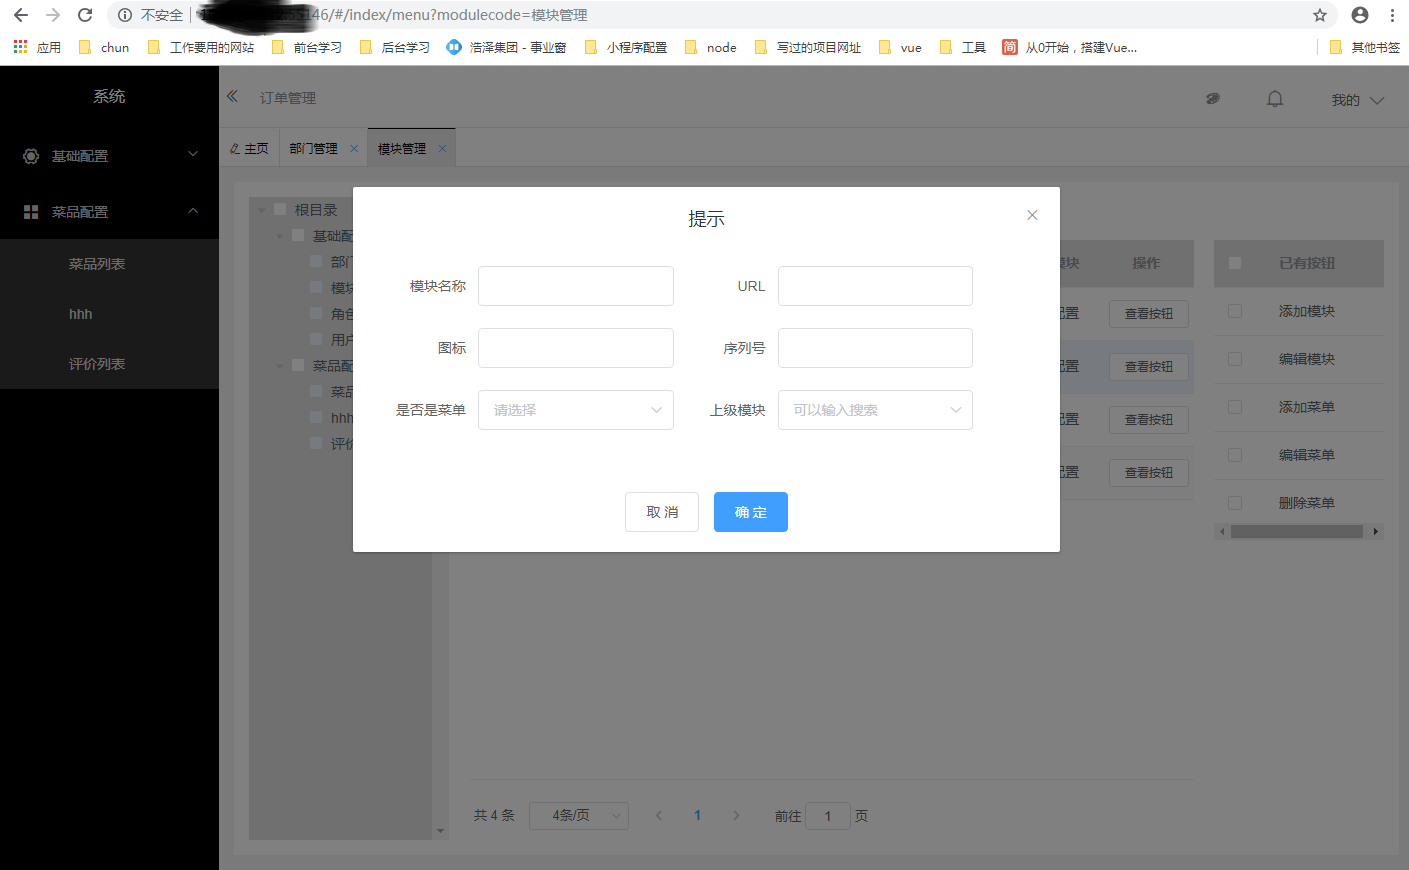 不安全 55146/#/index/menu?modulecode=模块管理
应用 chun 工作要用的网站 前台学习 后台学习 浩泽集团 - 事业窗 小程序配置 node 写过的项目网址 vue 工具 简 从0开始，搭建Vue... 其他书签
系统
订单管理
我的
主页 部门管理 模块管理
基础配置
菜品配置
菜品列表
hhh
评价列表
根目录
基础配
部门
模块
角色
用户
菜品配
菜品
hhh
评价
提示
模块名称 URL
图标 序列号
是否是菜单 请选择 上级模块 可以输入搜索
取 消 确 定
模块 操作
配置 查看按钮
配置 查看按钮
配置 查看按钮
配置 查看按钮
已有按钮
添加模块
编辑模块
添加菜单
编辑菜单
删除菜单
共 4 条 4条/页 1 前往 1 页